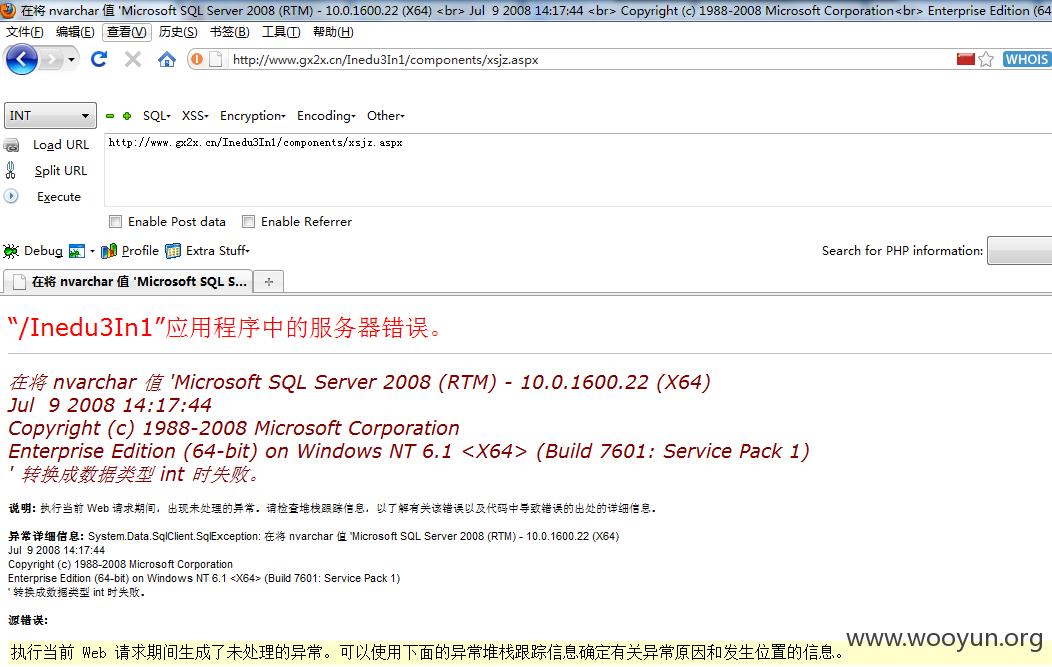 在将 nvarchar 值 'Microsoft SQL Server 2008 (RTM) - 10.0.1600.22 (X64) <br> Jul  9 2008 14:17:44 <br> Copyright (c) 1988-2008 Microsoft Corporation<br> Enterprise Edition (64
文件(F) 编辑(E) 查看(V) 历史(S) 书签(B) 工具(T) 帮助(H)
http://www.gx2x.cn/Inedu3In1/components/xsjz.aspx WHOIS
INT SQL XSS Encryption Encoding Other
Load URL http://www.gx2x.cn/Inedu3In1/components/xsjz.aspx
Split URL
Execute
Enable Post data Enable Referrer
Debug Profile Extra Stuff Search for PHP information:
在将 nvarchar 值 'Microsoft SQL S...
“/Inedu3In1”应用程序中的服务器错误。
在将 nvarchar 值 'Microsoft SQL Server 2008 (RTM) - 10.0.1600.22 (X64)
Jul  9 2008 14:17:44
Copyright (c) 1988-2008 Microsoft Corporation
Enterprise Edition (64-bit) on Windows NT 6.1 <X64> (Build 7601: Service Pack 1)
' 转换成数据类型 int 时失败。
说明: 执行当前 Web 请求期间，出现未处理的异常。请检查堆栈跟踪信息，以了解有关该错误以及代码中导致错误的出处的详细信息。
异常详细信息: System.Data.SqlClient.SqlException: 在将 nvarchar 值 'Microsoft SQL Server 2008 (RTM) - 10.0.1600.22 (X64)
Jul  9 2008 14:17:44
Copyright (c) 1988-2008 Microsoft Corporation
Enterprise Edition (64-bit) on Windows NT 6.1 <X64> (Build 7601: Service Pack 1)
' 转换成数据类型 int 时失败。
源错误:
执行当前 Web 请求期间生成了未处理的异常。可以使用下面的异常堆栈跟踪信息确定有关异常原因和发生位置的信息。
www.wooyun.org